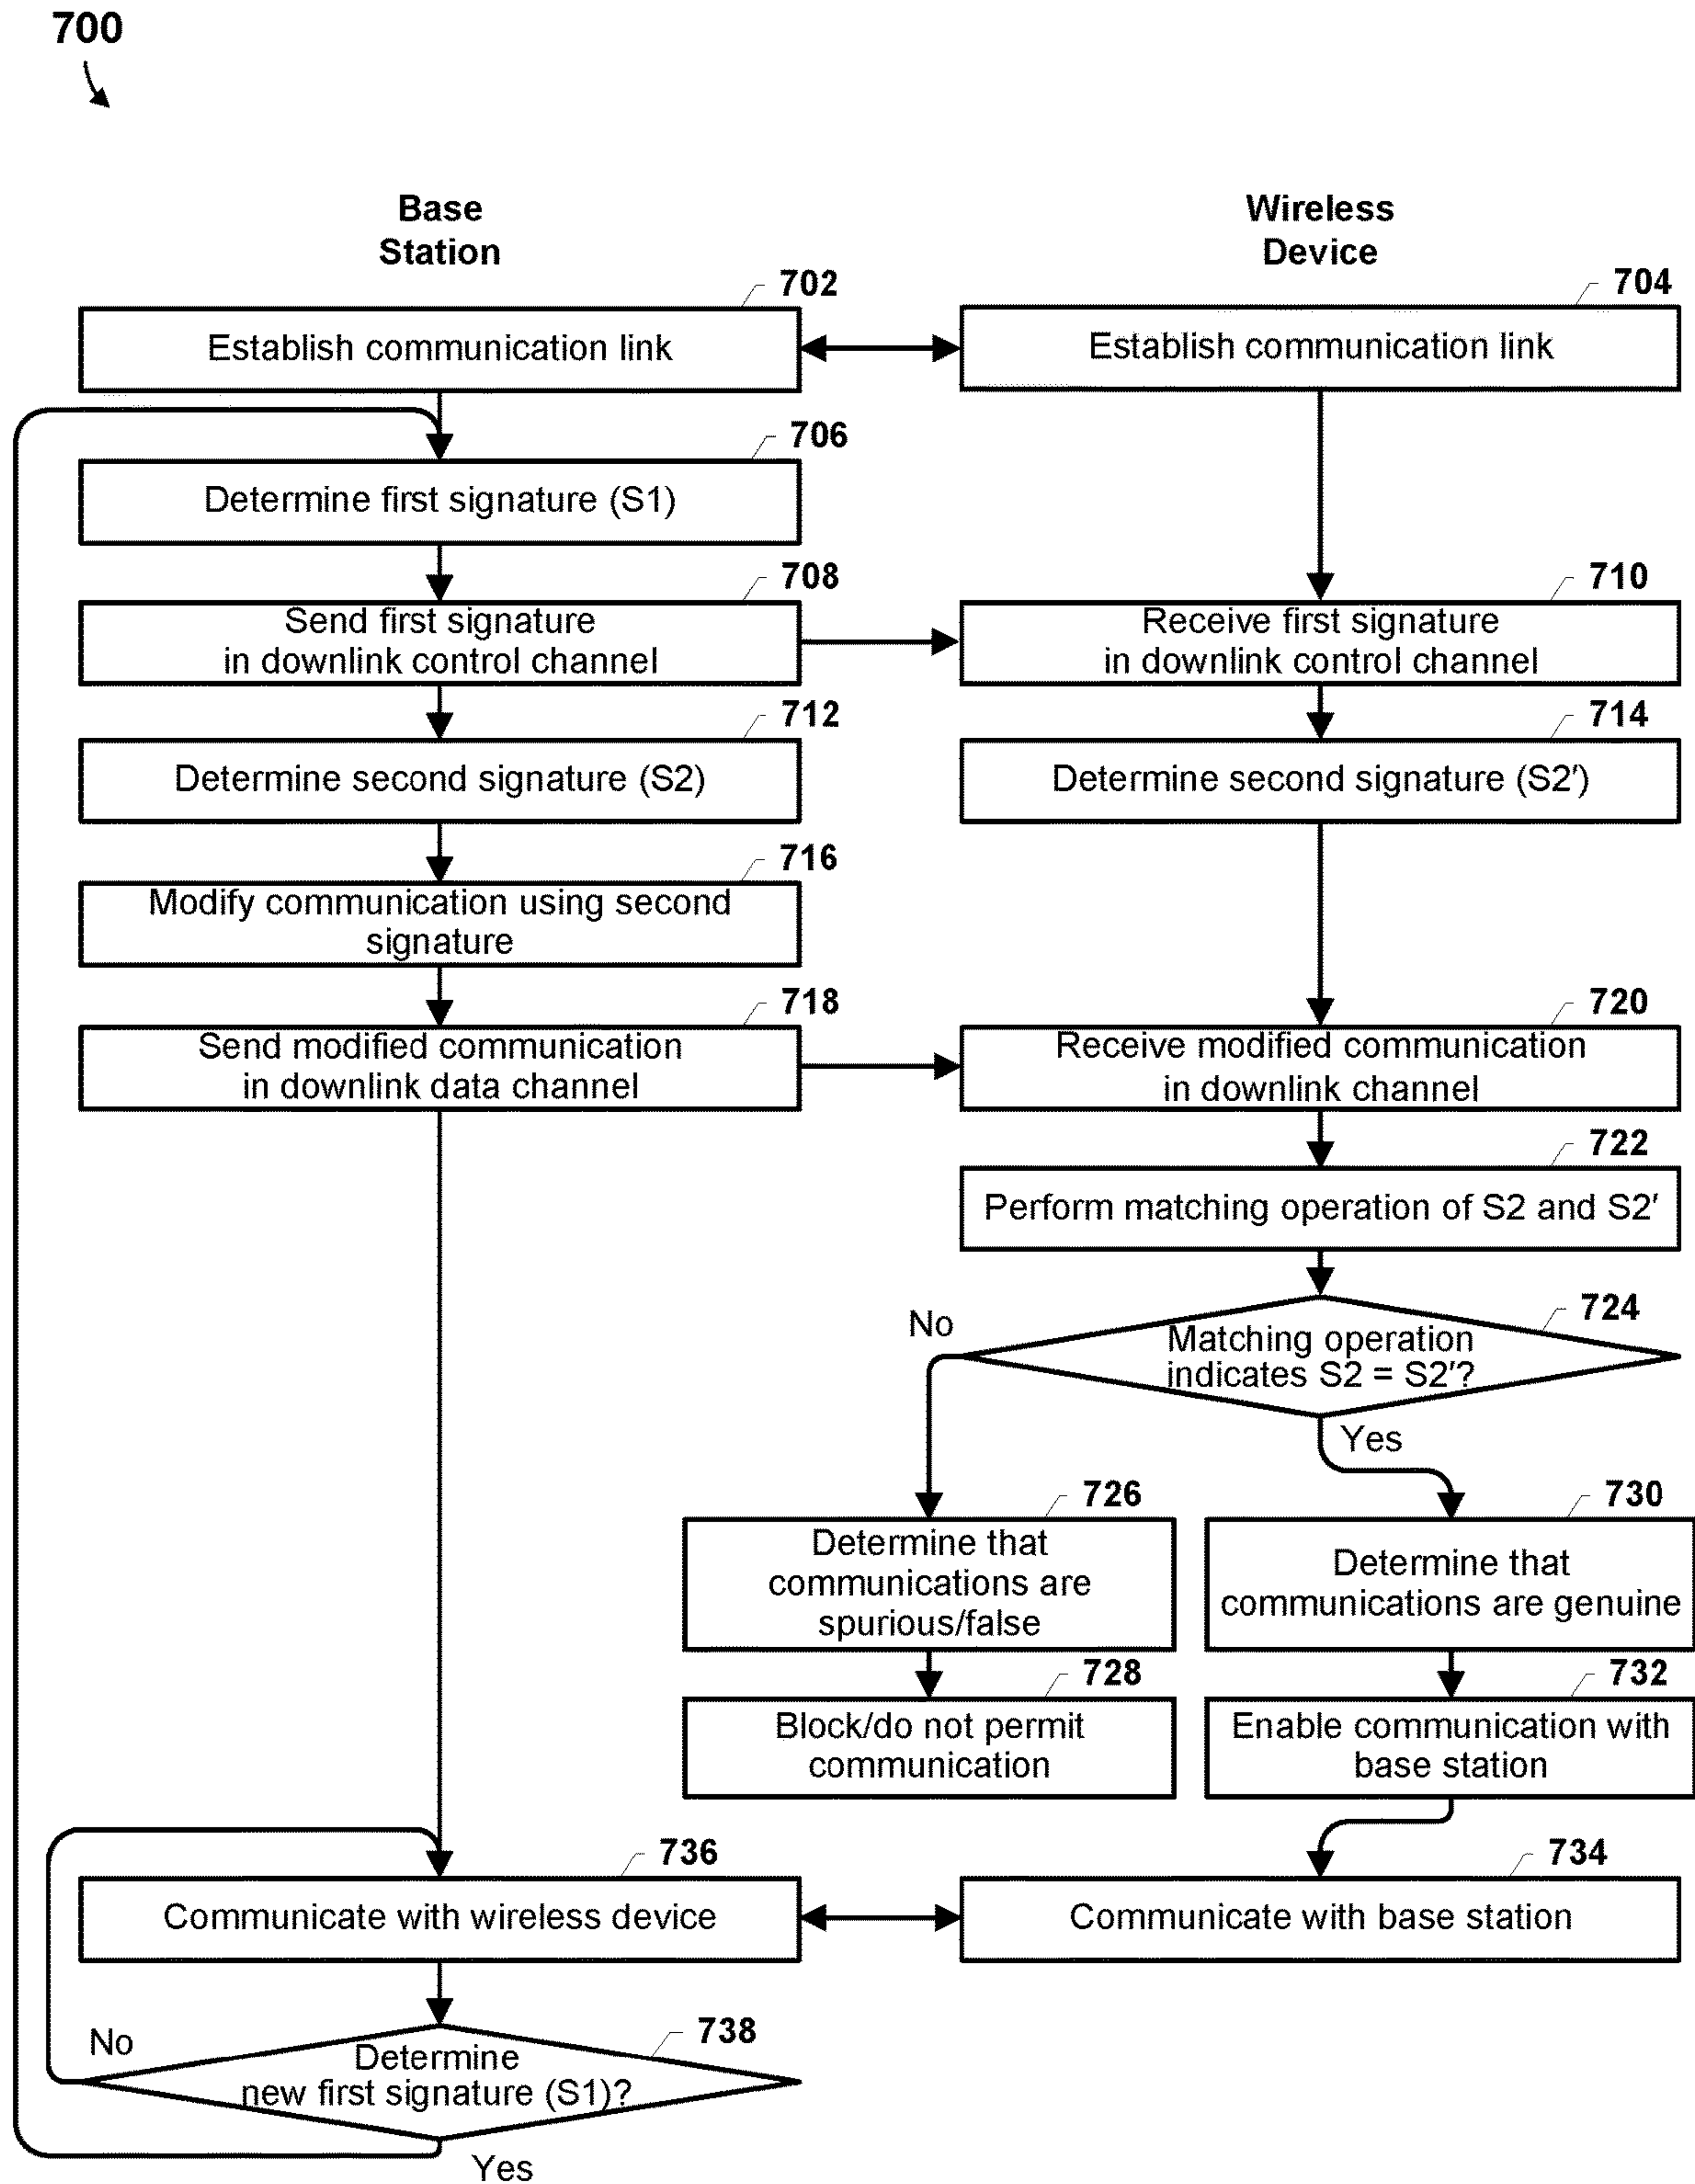 700
Base
Station
Wireless
Device
702
Establish communication link
704
Establish communication link
706
Determine first signature (S1)
708
Send first signature
in downlink control channel
710
Receive first signature
in downlink control channel
712
Determine second signature (S2)
714
Determine second signature (S2′)
716
Modify communication using second
signature
718
Send modified communication
in downlink data channel
720
Receive modified communication
in downlink channel
722
Perform matching operation of S2 and S2′
724
Matching operation
indicates S2 = S2′?
No
Yes
726
Determine that
communications are
spurious/false
730
Determine that
communications are genuine
728
Block/do not permit
communication
732
Enable communication with
base station
736
Communicate with wireless device
734
Communicate with base station
738
Determine
new first signature (S1)?
No
Yes